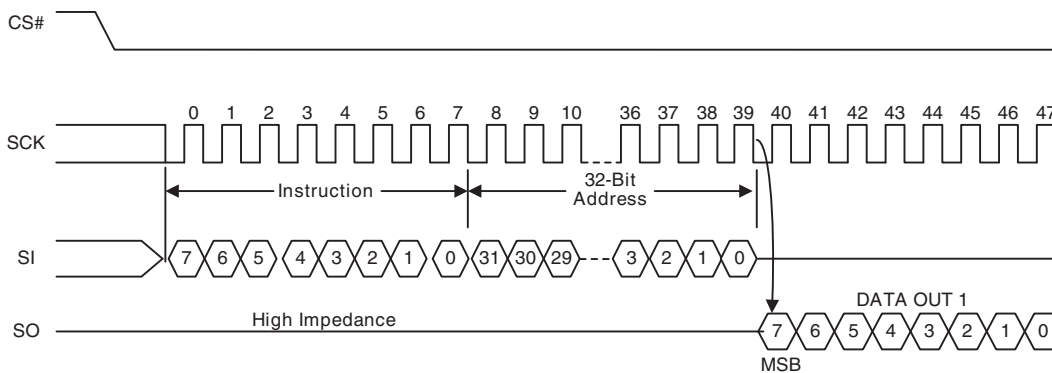 CS#
0 1 2 3 4 5 6 7 8 9 10 36 37 38 39 40 41 42 43 44 45 46 47
SCK
Instruction
32-Bit
Address
SI
7 6 5 4 3 2 1 0 31 30 29 3 2 1 0
DATA OUT 1
High Impedance
SO
7 6 5 4 3 2 1 0
MSB